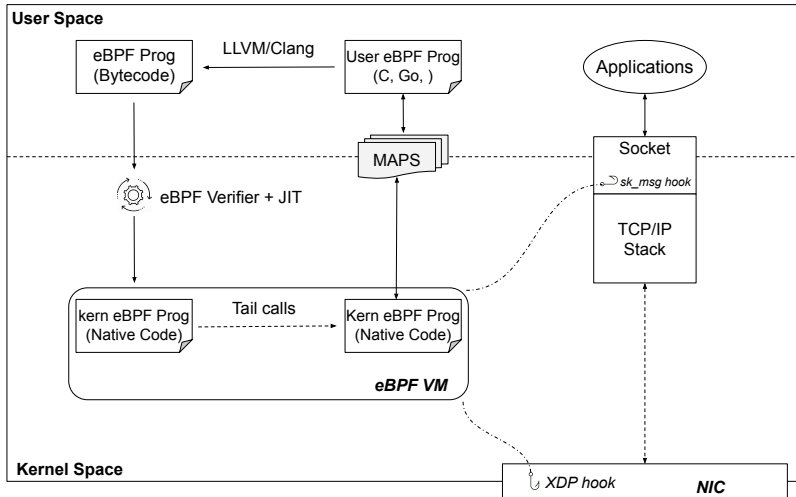 User Space
eBPF Prog
(Bytecode)
LLVM/Clang
User eBPF Prog
(C, Go, )
Applications
MAPS
Socket
sk_msg hook
eBPF Verifier + JIT
TCP/IP
Stack
kern eBPF Prog
(Native Code)
Tail calls
Kern eBPF Prog
(Native Code)
eBPF VM
Kernel Space
XDP hook
NIC